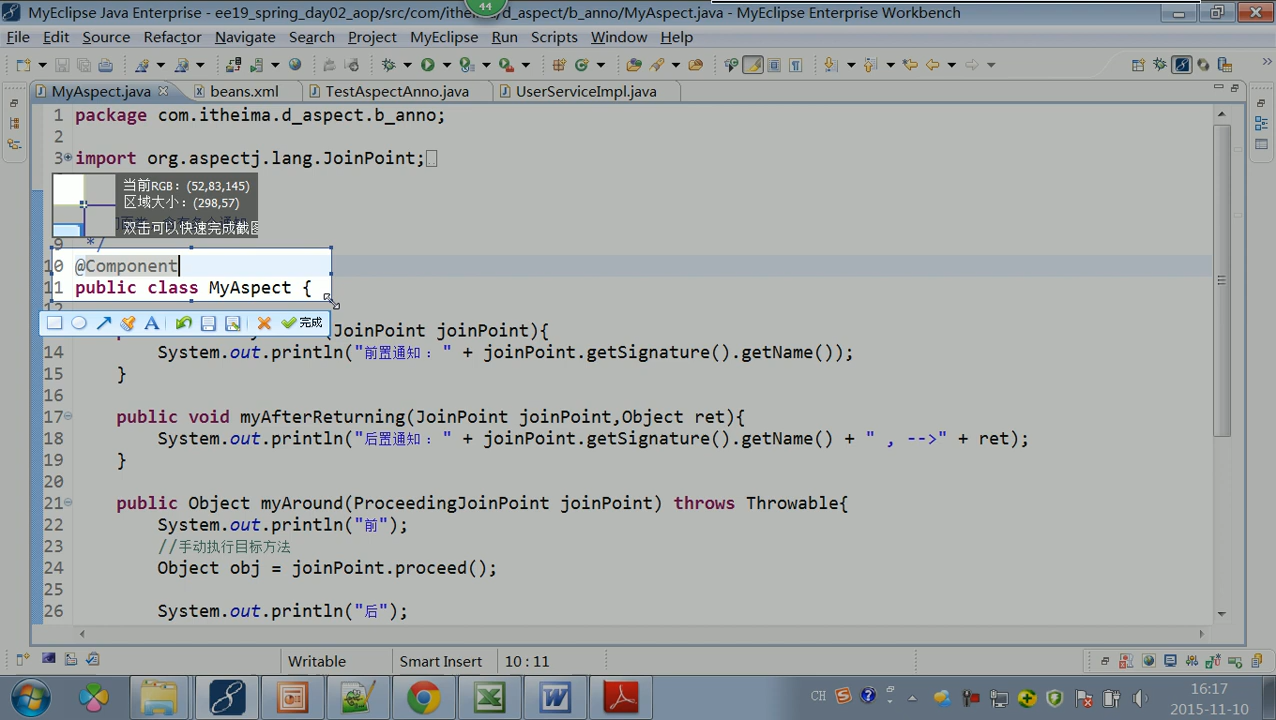 MyEclipse Java Enterprise - ee19_spring_day02_aop/src/com/itheima/d_aspect/b_anno/MyAspect.java - MyEclipse Enterprise Workbench
44
File Edit Source Refactor Navigate Search Project MyEclipse Run Scripts Window Help
MyAspect.java beans.xml TestAspectAnno.java UserServiceImpl.java
1 package com.itheima.d_aspect.b_anno;
2
3 import org.aspectj.lang.JoinPoint;
当前RGB：(52,83,145)
区域大小：(298,57)
双击可以快速完成截图
9 */
10 @Component
11 public class MyAspect {
完成
JoinPoint joinPoint){
14 System.out.println("前置通知 : " + joinPoint.getSignature().getName());
15 }
16
17 public void myAfterReturning(JoinPoint joinPoint,Object ret){
18 System.out.println("后置通知 : " + joinPoint.getSignature().getName() + " , -->" + ret);
19 }
20
21 public Object myAround(ProceedingJoinPoint joinPoint) throws Throwable{
22 System.out.println("前");
23 //手动执行目标方法
24 Object obj = joinPoint.proceed();
25
26 System.out.println("后");
Writable Smart Insert 10 : 11
CH
16:17
2015-11-10